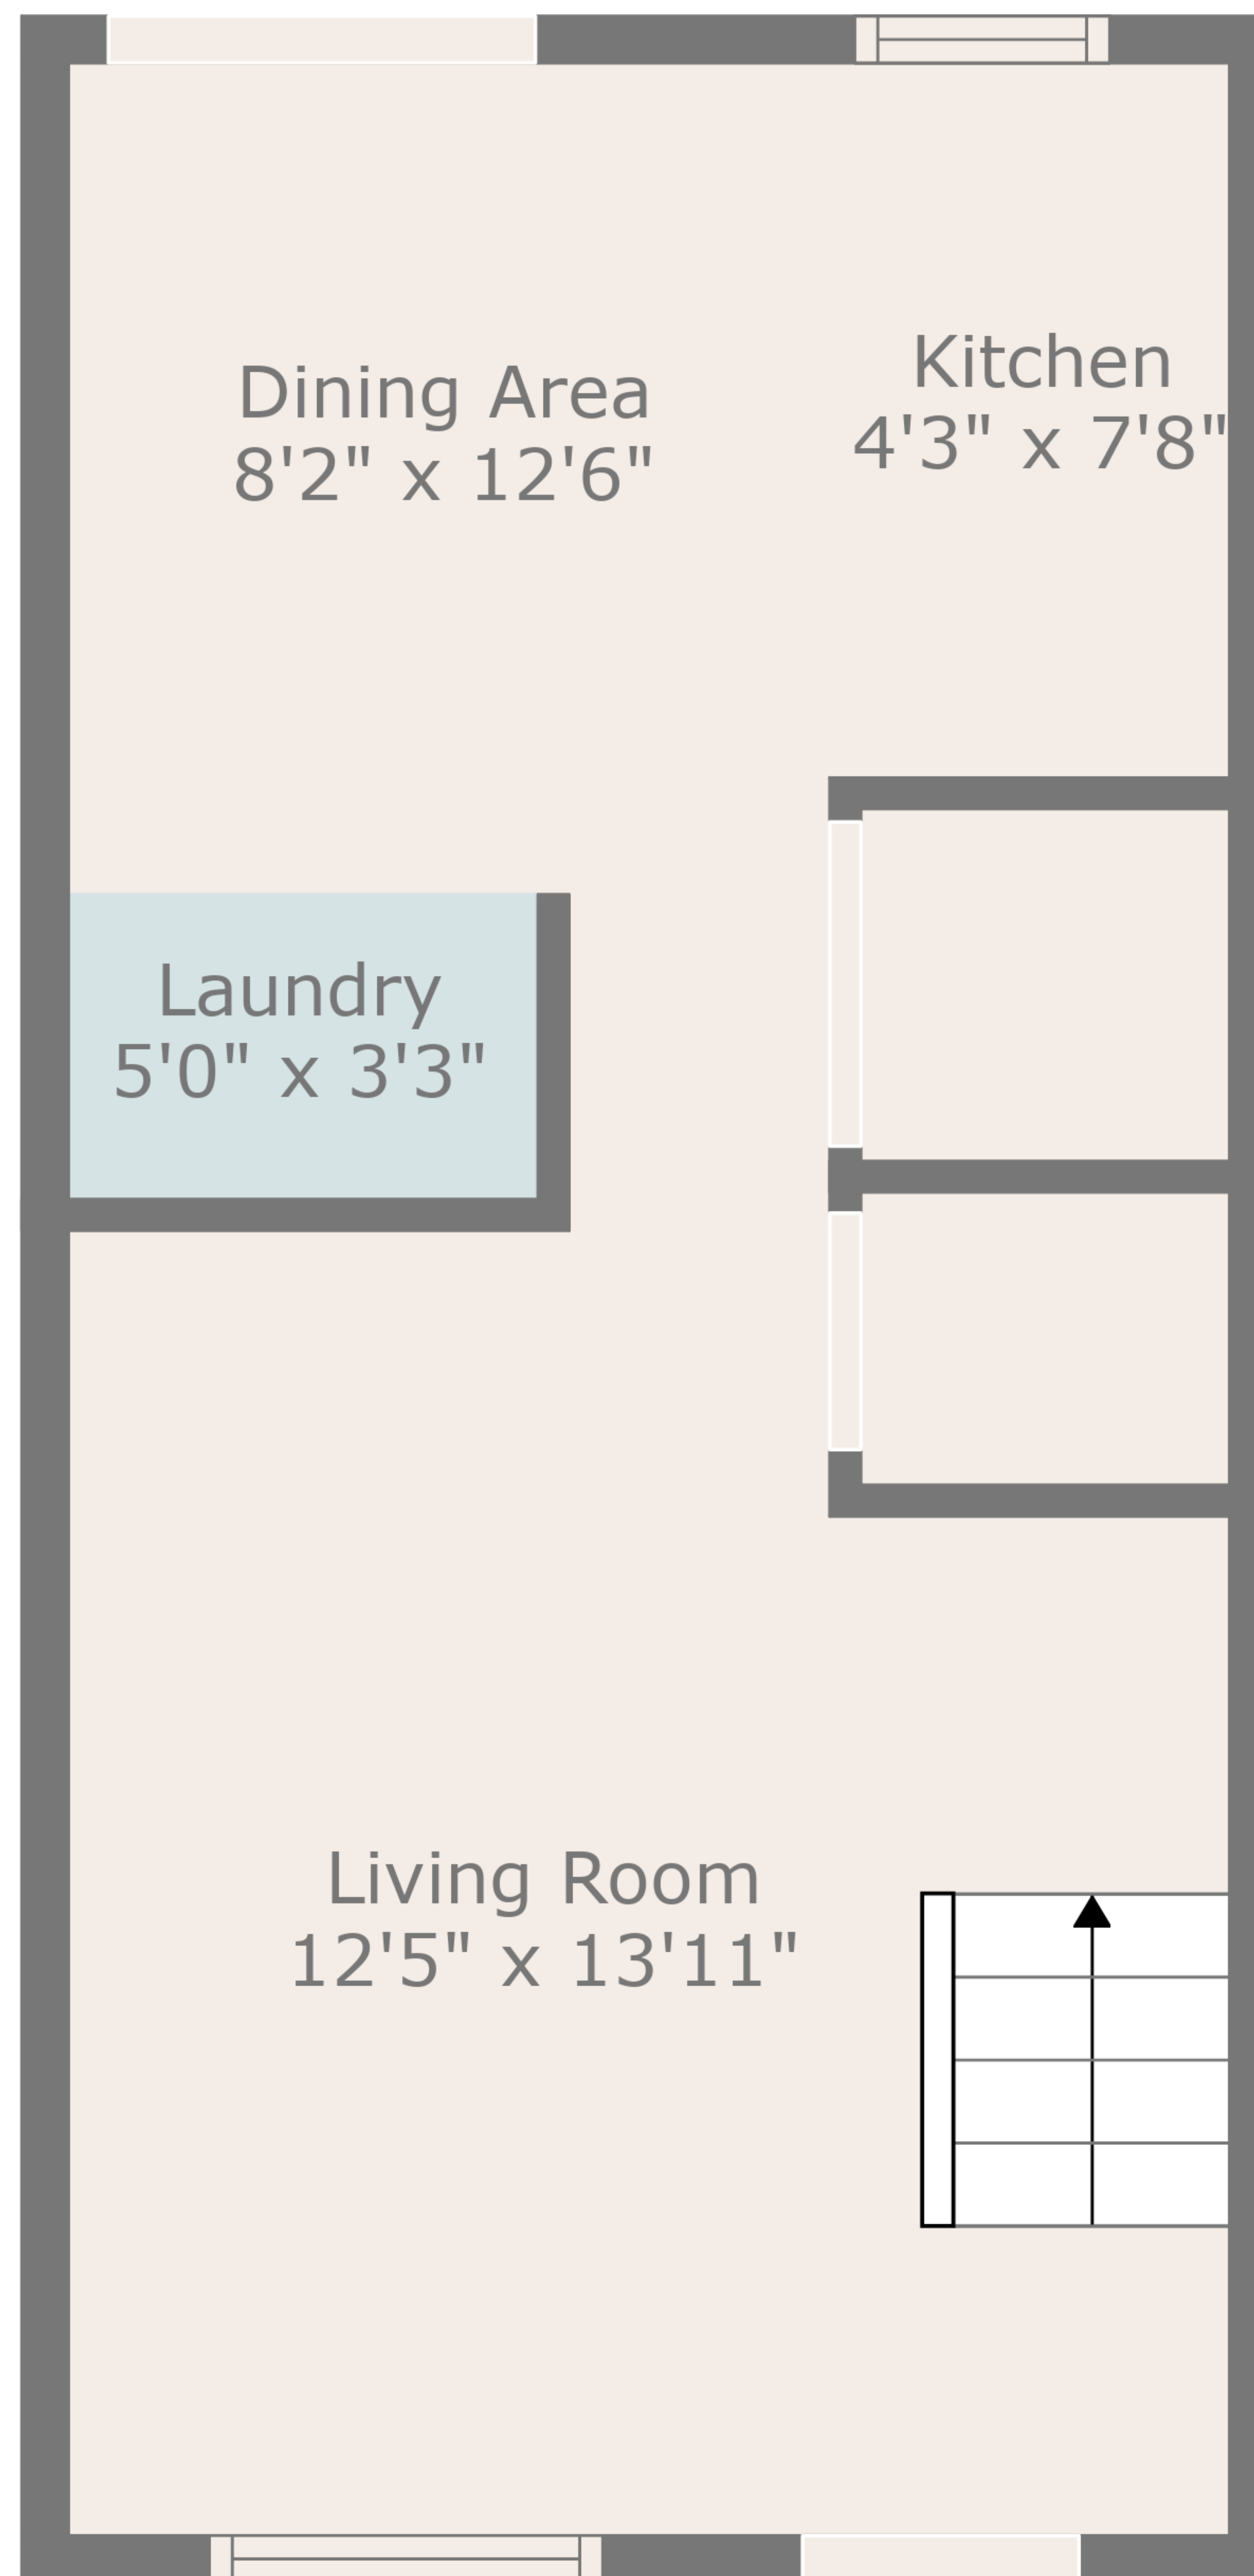 Dining Area
8'2" x 12'6"
Kitchen
4'3" x 7'8"
Laundry
5'0" x 3'3"
Living Room
12'5" x 13'11"